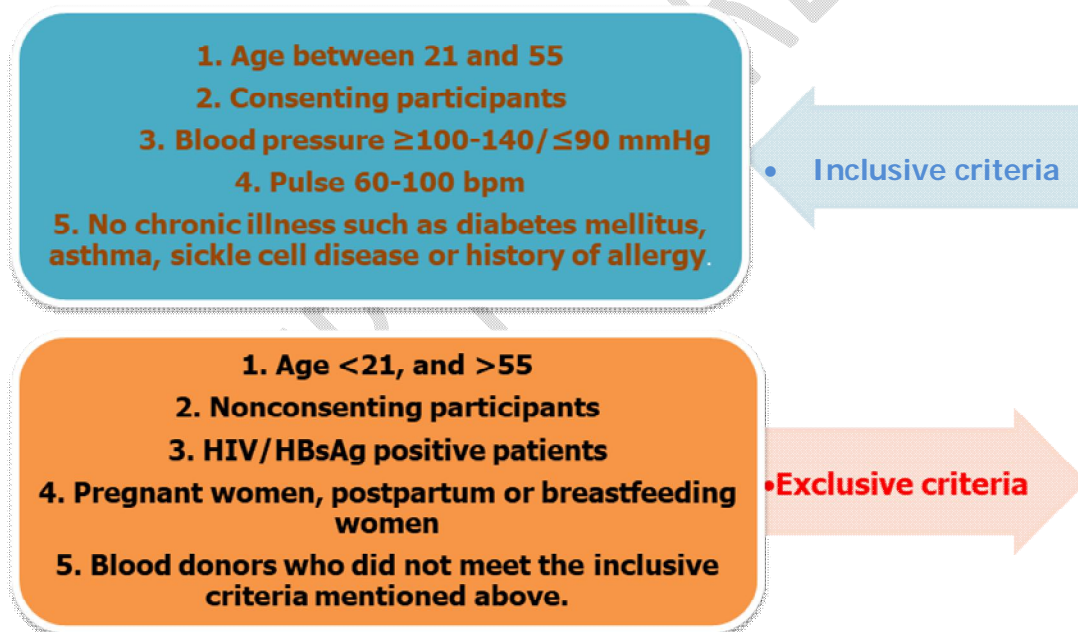 1. Age between 21 and 55
2. Consenting participants
3. Blood pressure ≥100-140/≤90 mmHg
4. Pulse 60-100 bpm
5. No chronic illness such as diabetes mellitus,
asthma, sickle cell disease or history of allergy.
• Inclusive criteria
1. Age <21, and >55
2. Nonconsenting participants
3. HIV/HBsAg positive patients
4. Pregnant women, postpartum or breastfeeding
women
5. Blood donors who did not meet the inclusive
criteria mentioned above.
•Exclusive criteria